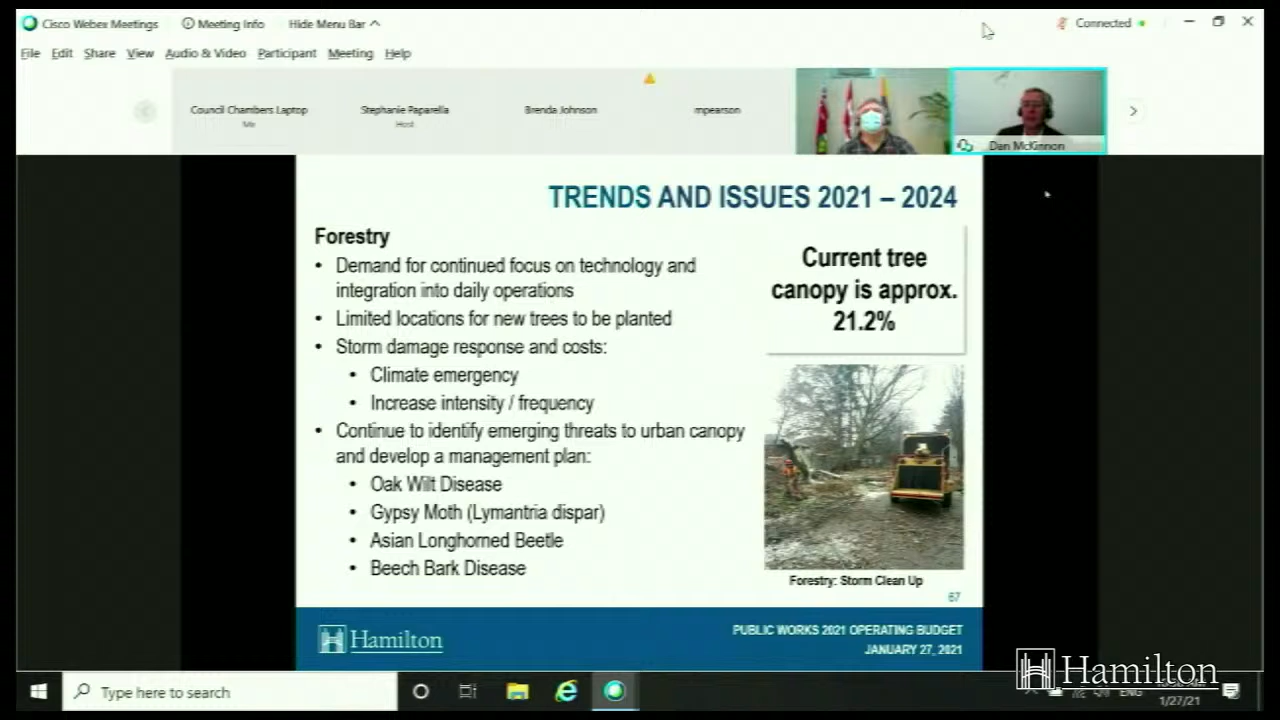 Cisco Webex Meetings
Meeting Info
Hide Menu Bar
Connected
File Edit Share View Audio & Video Participant Meeting Help
Council Chambers Laptop
Me
Stephanie Paparella
Host
Brenda Johnson
mpearson
Dan McKinnon
TRENDS AND ISSUES 2021 – 2024
Forestry
• Demand for continued focus on technology and
integration into daily operations
• Limited locations for new trees to be planted
• Storm damage response and costs:
• Climate emergency
• Increase intensity / frequency
• Continue to identify emerging threats to urban canopy
and develop a management plan:
• Oak Wilt Disease
• Gypsy Moth (Lymantria dispar)
• Asian Longhorned Beetle
• Beech Bark Disease
Current tree
canopy is approx.
21.2%
Forestry: Storm Clean Up
67
Hamilton
PUBLIC WORKS 2021 OPERATING BUDGET
JANUARY 27, 2021
Hamilton
Type here to search
ENG
1/27/21